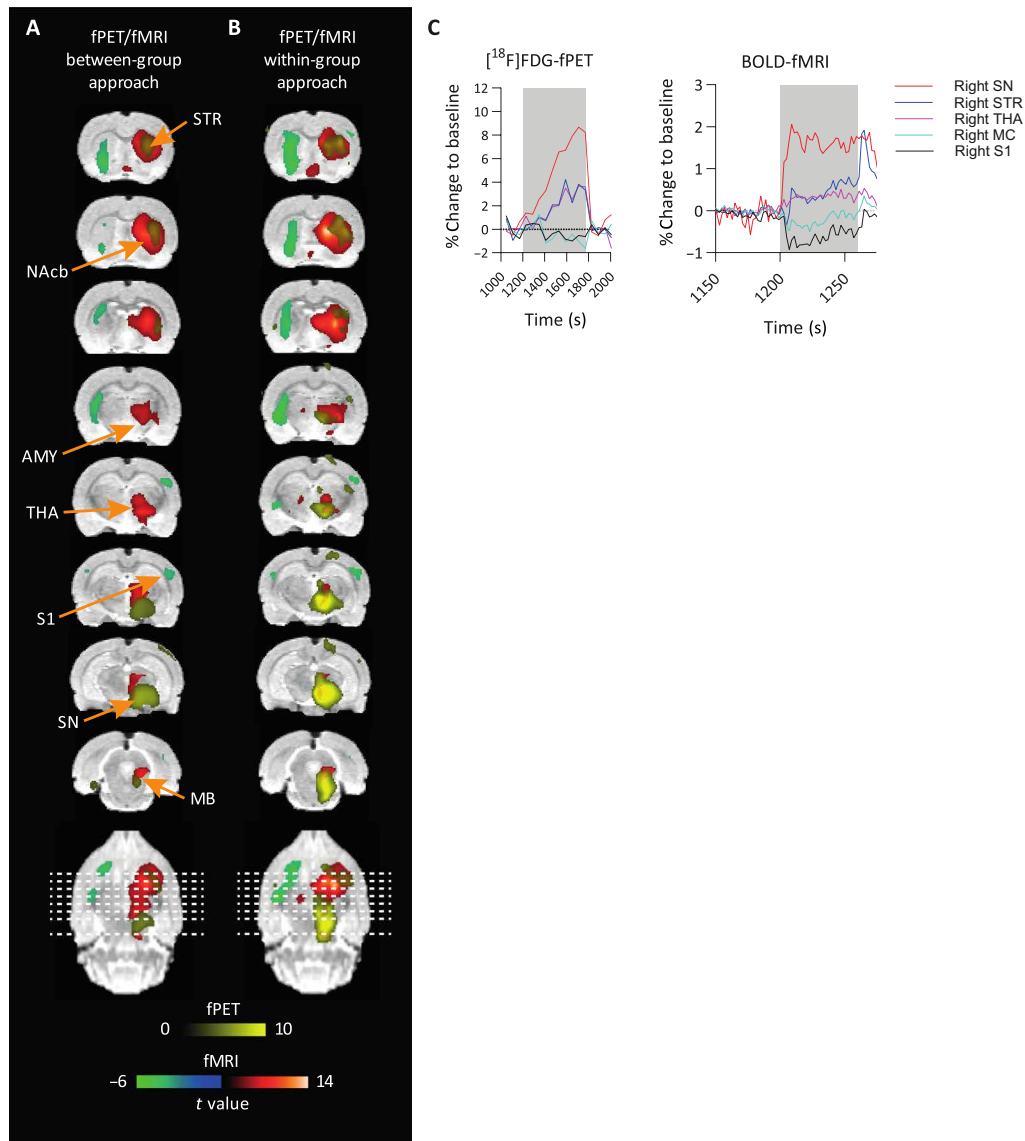 A
fPET/fMRI
between-group
approach
B
fPET/fMRI
within-group
approach
STR
NAcb
AMY
THA
S1
SN
MB
fPET
0 10
fMRI
−6 14
t value
C
[¹⁸F]FDG-fPET
%Change to baseline
12
10
8
6
4
2
0
−2
1000 1200 1400 1600 1800 2000
Time (s)
BOLD-fMRI
%Change to baseline
3
2
1
0
−1
1150 1200 1250
Time (s)
Right SN
Right STR
Right THA
Right MC
Right S1